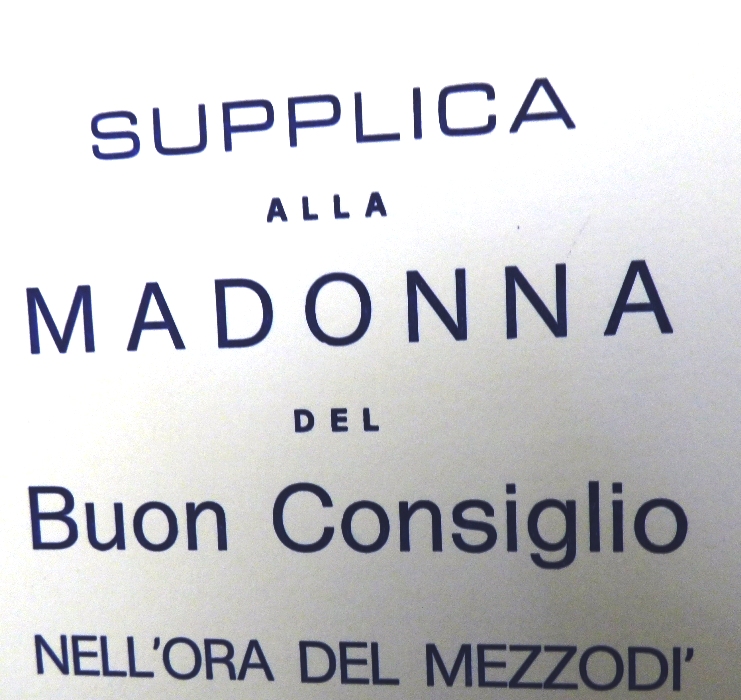 SUPPLICA
ALLA
MADONNA
DEL
Buon Consiglio
NELL'ORA DEL MEZZODI'